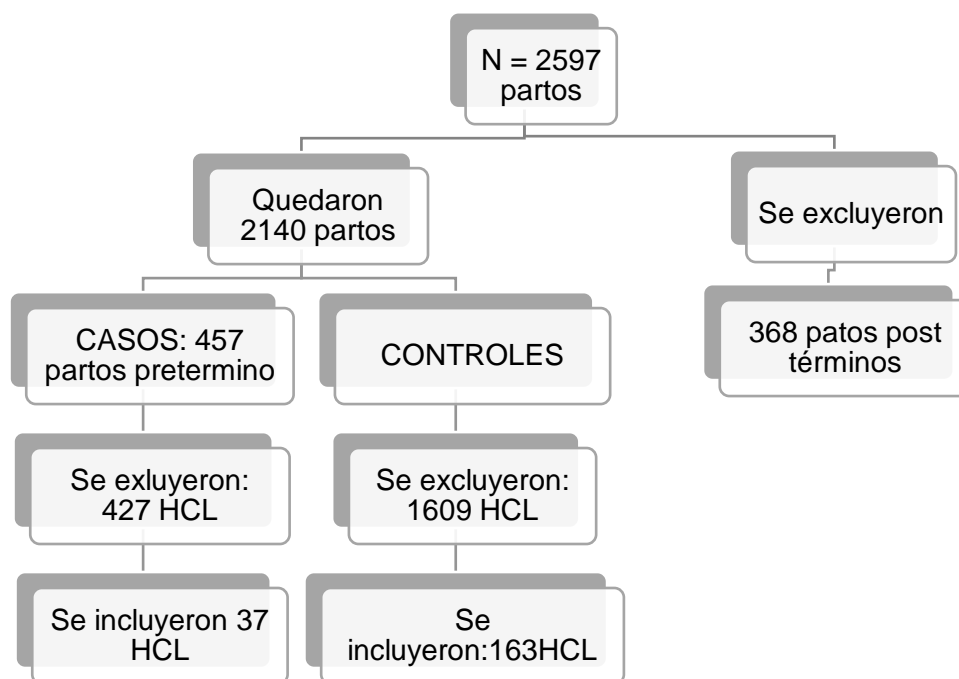 N = 2597
partos
Quedaron
2140 partos
Se excluyeron
CASOS: 457
partos pretermino
CONTROLES
368 patos post
términos
Se exluyeron:
427 HCL
Se excluyeron:
1609 HCL
Se incluyeron 37
HCL
Se
incluyeron:163HCL